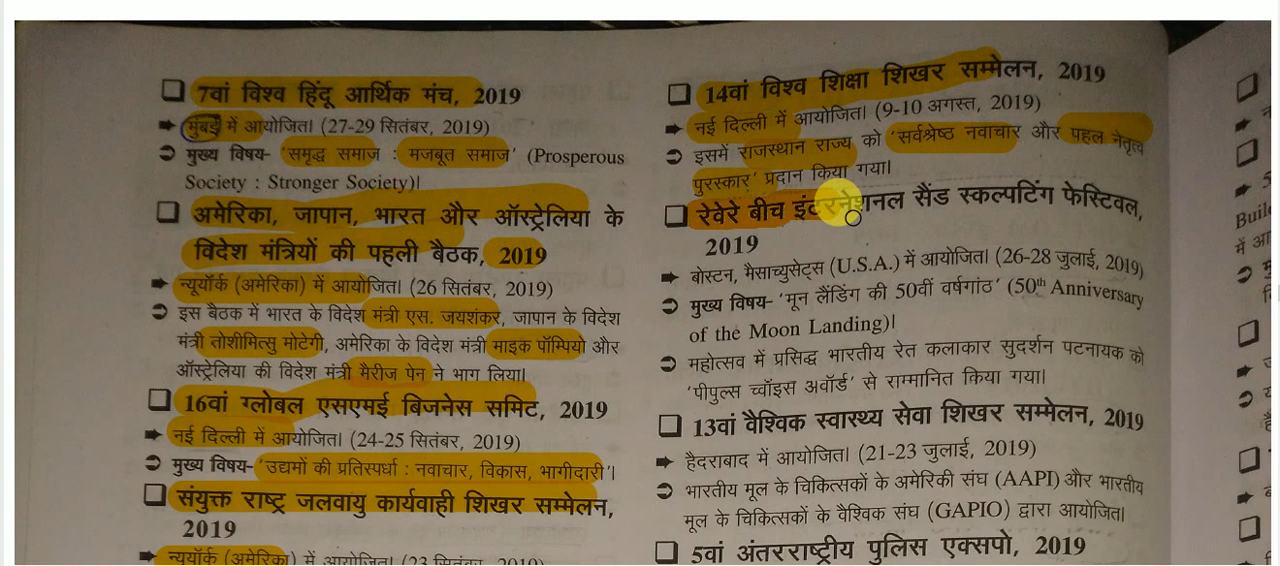 ❑ 7वां विश्व हिंदू आर्थिक मंच, 2019
➨ मुंबई में आयोजित। (27-29 सितंबर, 2019)
➲ मुख्य विषय- 'समृद्ध समाज : मजबूत समाज' (Prosperous
Society : Stronger Society)।
❑ अमेरिका, जापान, भारत और ऑस्ट्रेलिया के
विदेश मंत्रियों की पहली बैठक, 2019
➨ न्यूयॉर्क (अमेरिका) में आयोजित। (26 सितंबर, 2019)
➲ इस बैठक में भारत के विदेश मंत्री एस. जयशंकर, जापान के विदेश
मंत्री तोशीमित्सु मोटेगी, अमेरिका के विदेश मंत्री माइक पॉम्पियो और
ऑस्ट्रेलिया की विदेश मंत्री मैरीज पेन ने भाग लिया।
❑ 16वां ग्लोबल एसएमई बिजनेस समिट, 2019
➨ नई दिल्ली में आयोजित। (24-25 सितंबर, 2019)
➲ मुख्य विषय- 'उद्यमों की प्रतिस्पर्धा : नवाचार, विकास, भागीदारी'।
❑ संयुक्त राष्ट्र जलवायु कार्यवाही शिखर सम्मेलन,
2019
➨ न्यूयॉर्क (अमेरिका) में आयोजित। (23 सितंबर, 2019)
❑ 14वां विश्व शिक्षा शिखर सम्मेलन, 2019
➨ नई दिल्ली में आयोजित। (9-10 अगस्त, 2019)
➲ इसमें राजस्थान राज्य को 'सर्वश्रेष्ठ नवाचार और पहल नेतृत्व
पुरस्कार' प्रदान किया गया।
❑ रेवेरे बीच इंटरनेशनल सैंड स्कल्पटिंग फेस्टिवल,
2019
➨ बोस्टन, मैसाच्युसेट्स (U.S.A.) में आयोजित। (26-28 जुलाई, 2019)
➲ मुख्य विषय- 'मून लैंडिंग की 50वीं वर्षगांठ' (50th Anniversary
of the Moon Landing)।
➲ महोत्सव में प्रसिद्ध भारतीय रेत कलाकार सुदर्शन पटनायक को
'पीपुल्स च्वॉइस अवॉर्ड' से सम्मानित किया गया।
❑ 13वां वैश्विक स्वास्थ्य सेवा शिखर सम्मेलन, 2019
➨ हैदराबाद में आयोजित। (21-23 जुलाई, 2019)
➲ भारतीय मूल के चिकित्सकों के अमेरिकी संघ (AAPI) और भारतीय
मूल के चिकित्सकों के वैश्विक संघ (GAPIO) द्वारा आयोजित।
❑ 5वां अंतरराष्ट्रीय पुलिस एक्सपो, 2019